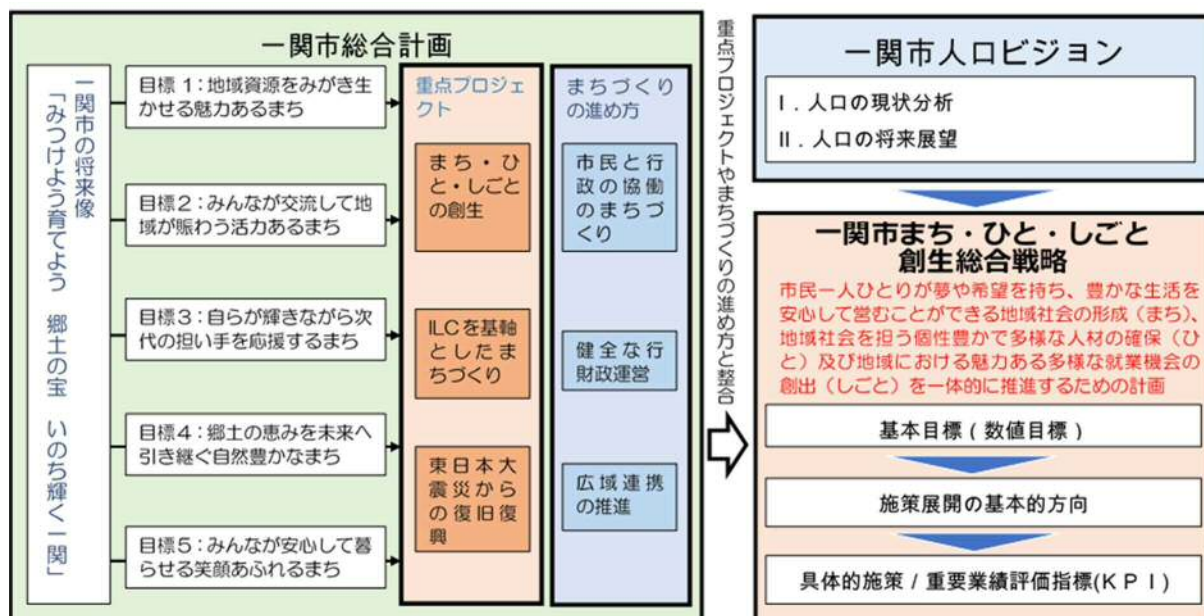 一関市総合計画
一関市の将来像
「みつけよう育てよう 郷土の宝 いのち輝く一関」
目標 1：地域資源をみがき生
かせる魅力あるまち
目標2：みんなが交流して地
域が賑わう活力あるまち
目標3：自らが輝きながら次
代の担い手を応援するまち
目標4：郷土の恵みを未来へ
引き継ぐ自然豊かなまち
目標5：みんなが安心して暮
らせる笑顔あふれるまち
重点プロジェ
クト
まち・ひ
と・しごと
の創生
ILCを基軸
としたま
ちづくり
東日本大
震災から
の復旧復
興
まちづくり
の進め方
市民と行
政の協働
のまちづ
くり
健全な行
財政運営
広域連携
の推進
重点プロジェクトやまちづくりの進め方と整合
一関市人口ビジョン
Ⅰ．人口の現状分析
Ⅱ．人口の将来展望
一関市まち・ひと・しごと
創生総合戦略
市民一人ひとりが夢や希望を持ち、豊かな生活を
安心して営むことができる地域社会の形成（まち）、
地域社会を担う個性豊かで多様な人材の確保（ひ
と）及び地域における魅力ある多様な就業機会の
創出（しごと）を一体的に推進するための計画
基本目標 ( 数値目標 )
施策展開の基本的方向
具体的施策 / 重要業績評価指標(ＫＰＩ)